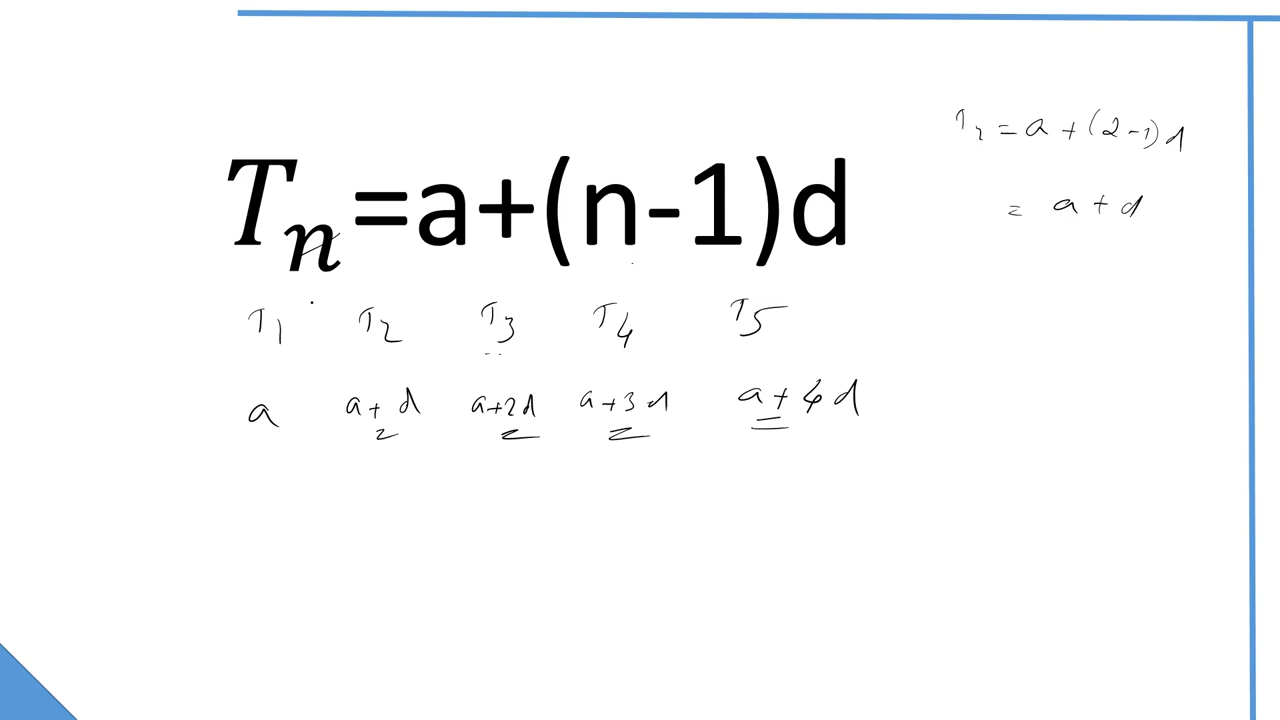 Tn=a+(n-1)d
T2 = a + (2-1)d
= a + d
T1 T2 T3 T4 T5
a a+d a+2d a+3d a+4d